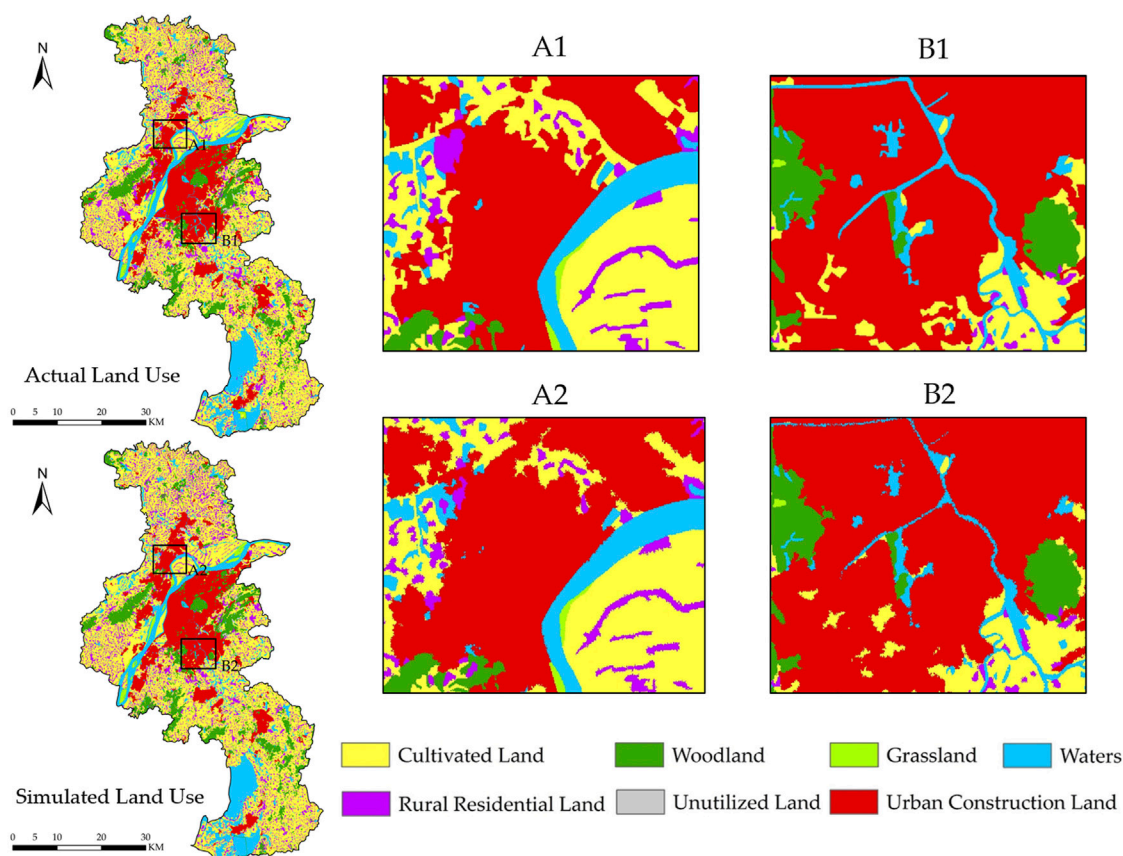 N
A1
B1
Actual Land Use
0 5 10 20 30
KM
A1
B1
N
A2
B2
Simulated Land Use
0 5 10 20 30
KM
A2
B2
Cultivated Land
Woodland
Grassland
Waters
Rural Residential Land
Unutilized Land
Urban Construction Land